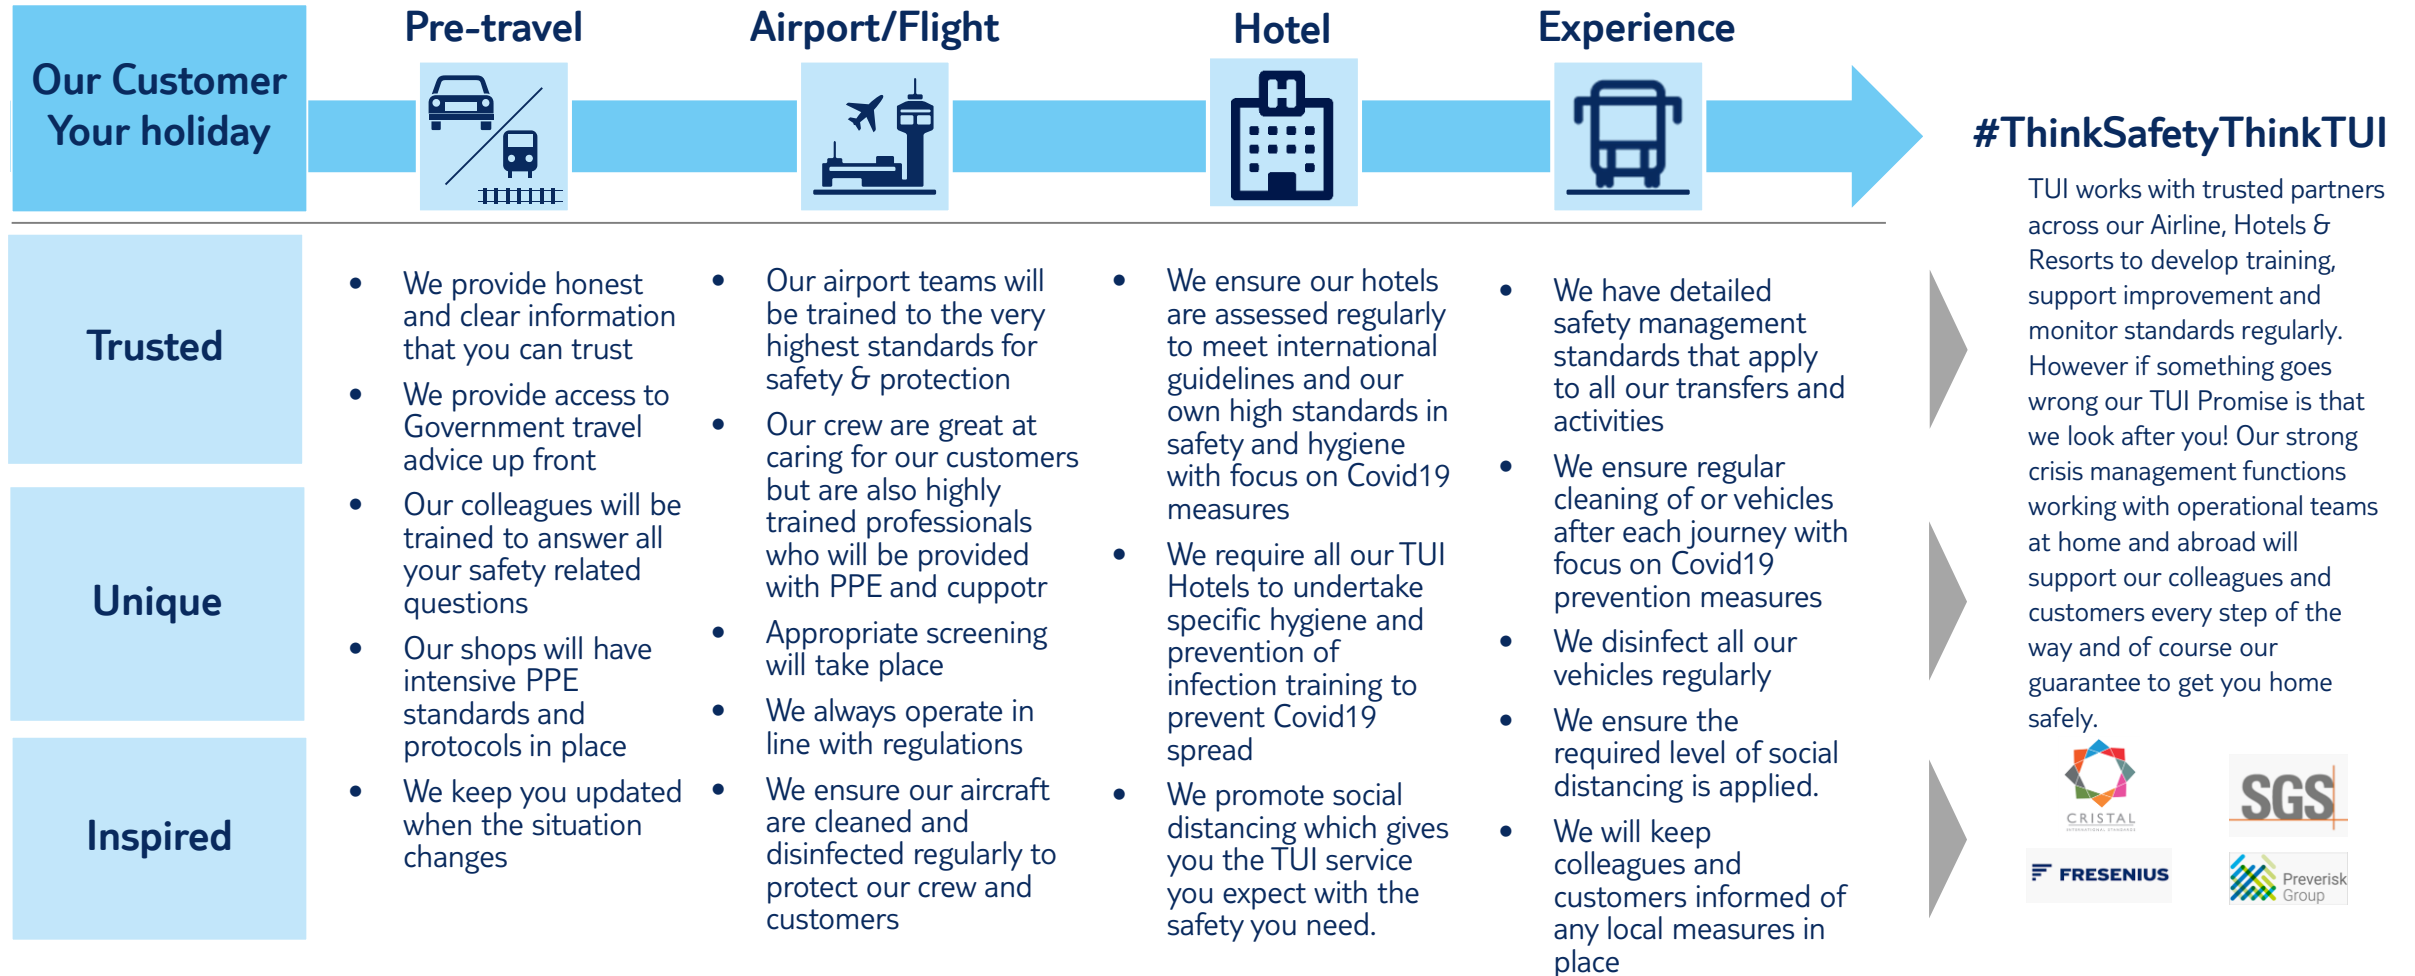 Our Customer
Your holiday
Pre-travel
Airport/Flight
Hotel
Experience
Trusted
Unique
Inspired
We provide honest
and clear information
that you can trust
We provide access to
Government travel
advice up front
Our colleagues will be
trained to answer all
your safety related
questions
Our shops will have
intensive PPE
standards and
protocols in place
We keep you updated
when the situation
changes
Our airport teams will
be trained to the very
highest standards for
safety & protection
Our crew are great at
caring for our customers
but are also highly
trained professionals
who will be provided
with PPE and cuppotr
Appropriate screening
will take place
We always operate in
line with regulations
We ensure our aircraft
are cleaned and
disinfected regularly to
protect our crew and
customers
We ensure our hotels
are assessed regularly
to meet international
guidelines and our
own high standards in
safety and hygiene
with focus on Covid19
measures
We require all our TUI
Hotels to undertake
specific hygiene and
prevention of
infection training to
prevent Covid19
spread
We promote social
distancing which gives
you the TUI service
you expect with the
safety you need.
We have detailed
safety management
standards that apply
to all our transfers and
activities
We ensure regular
cleaning of or vehicles
after each journey with
focus on Covid19
prevention measures
We disinfect all our
vehicles regularly
We ensure the
required level of social
distancing is applied.
We will keep
colleagues and
customers informed of
any local measures in
place
#ThinkSafetyThinkTUI
TUI works with trusted partners
across our Airline, Hotels &
Resorts to develop training,
support improvement and
monitor standards regularly.
However if something goes
wrong our TUI Promise is that
we look after you! Our strong
crisis management functions
working with operational teams
at home and abroad will
support our colleagues and
customers every step of the
way and of course our
guarantee to get you home
safely.
CRISTAL
INTERNATIONAL STANDARDS
SGS
FRESENIUS
Preverisk
Group
H